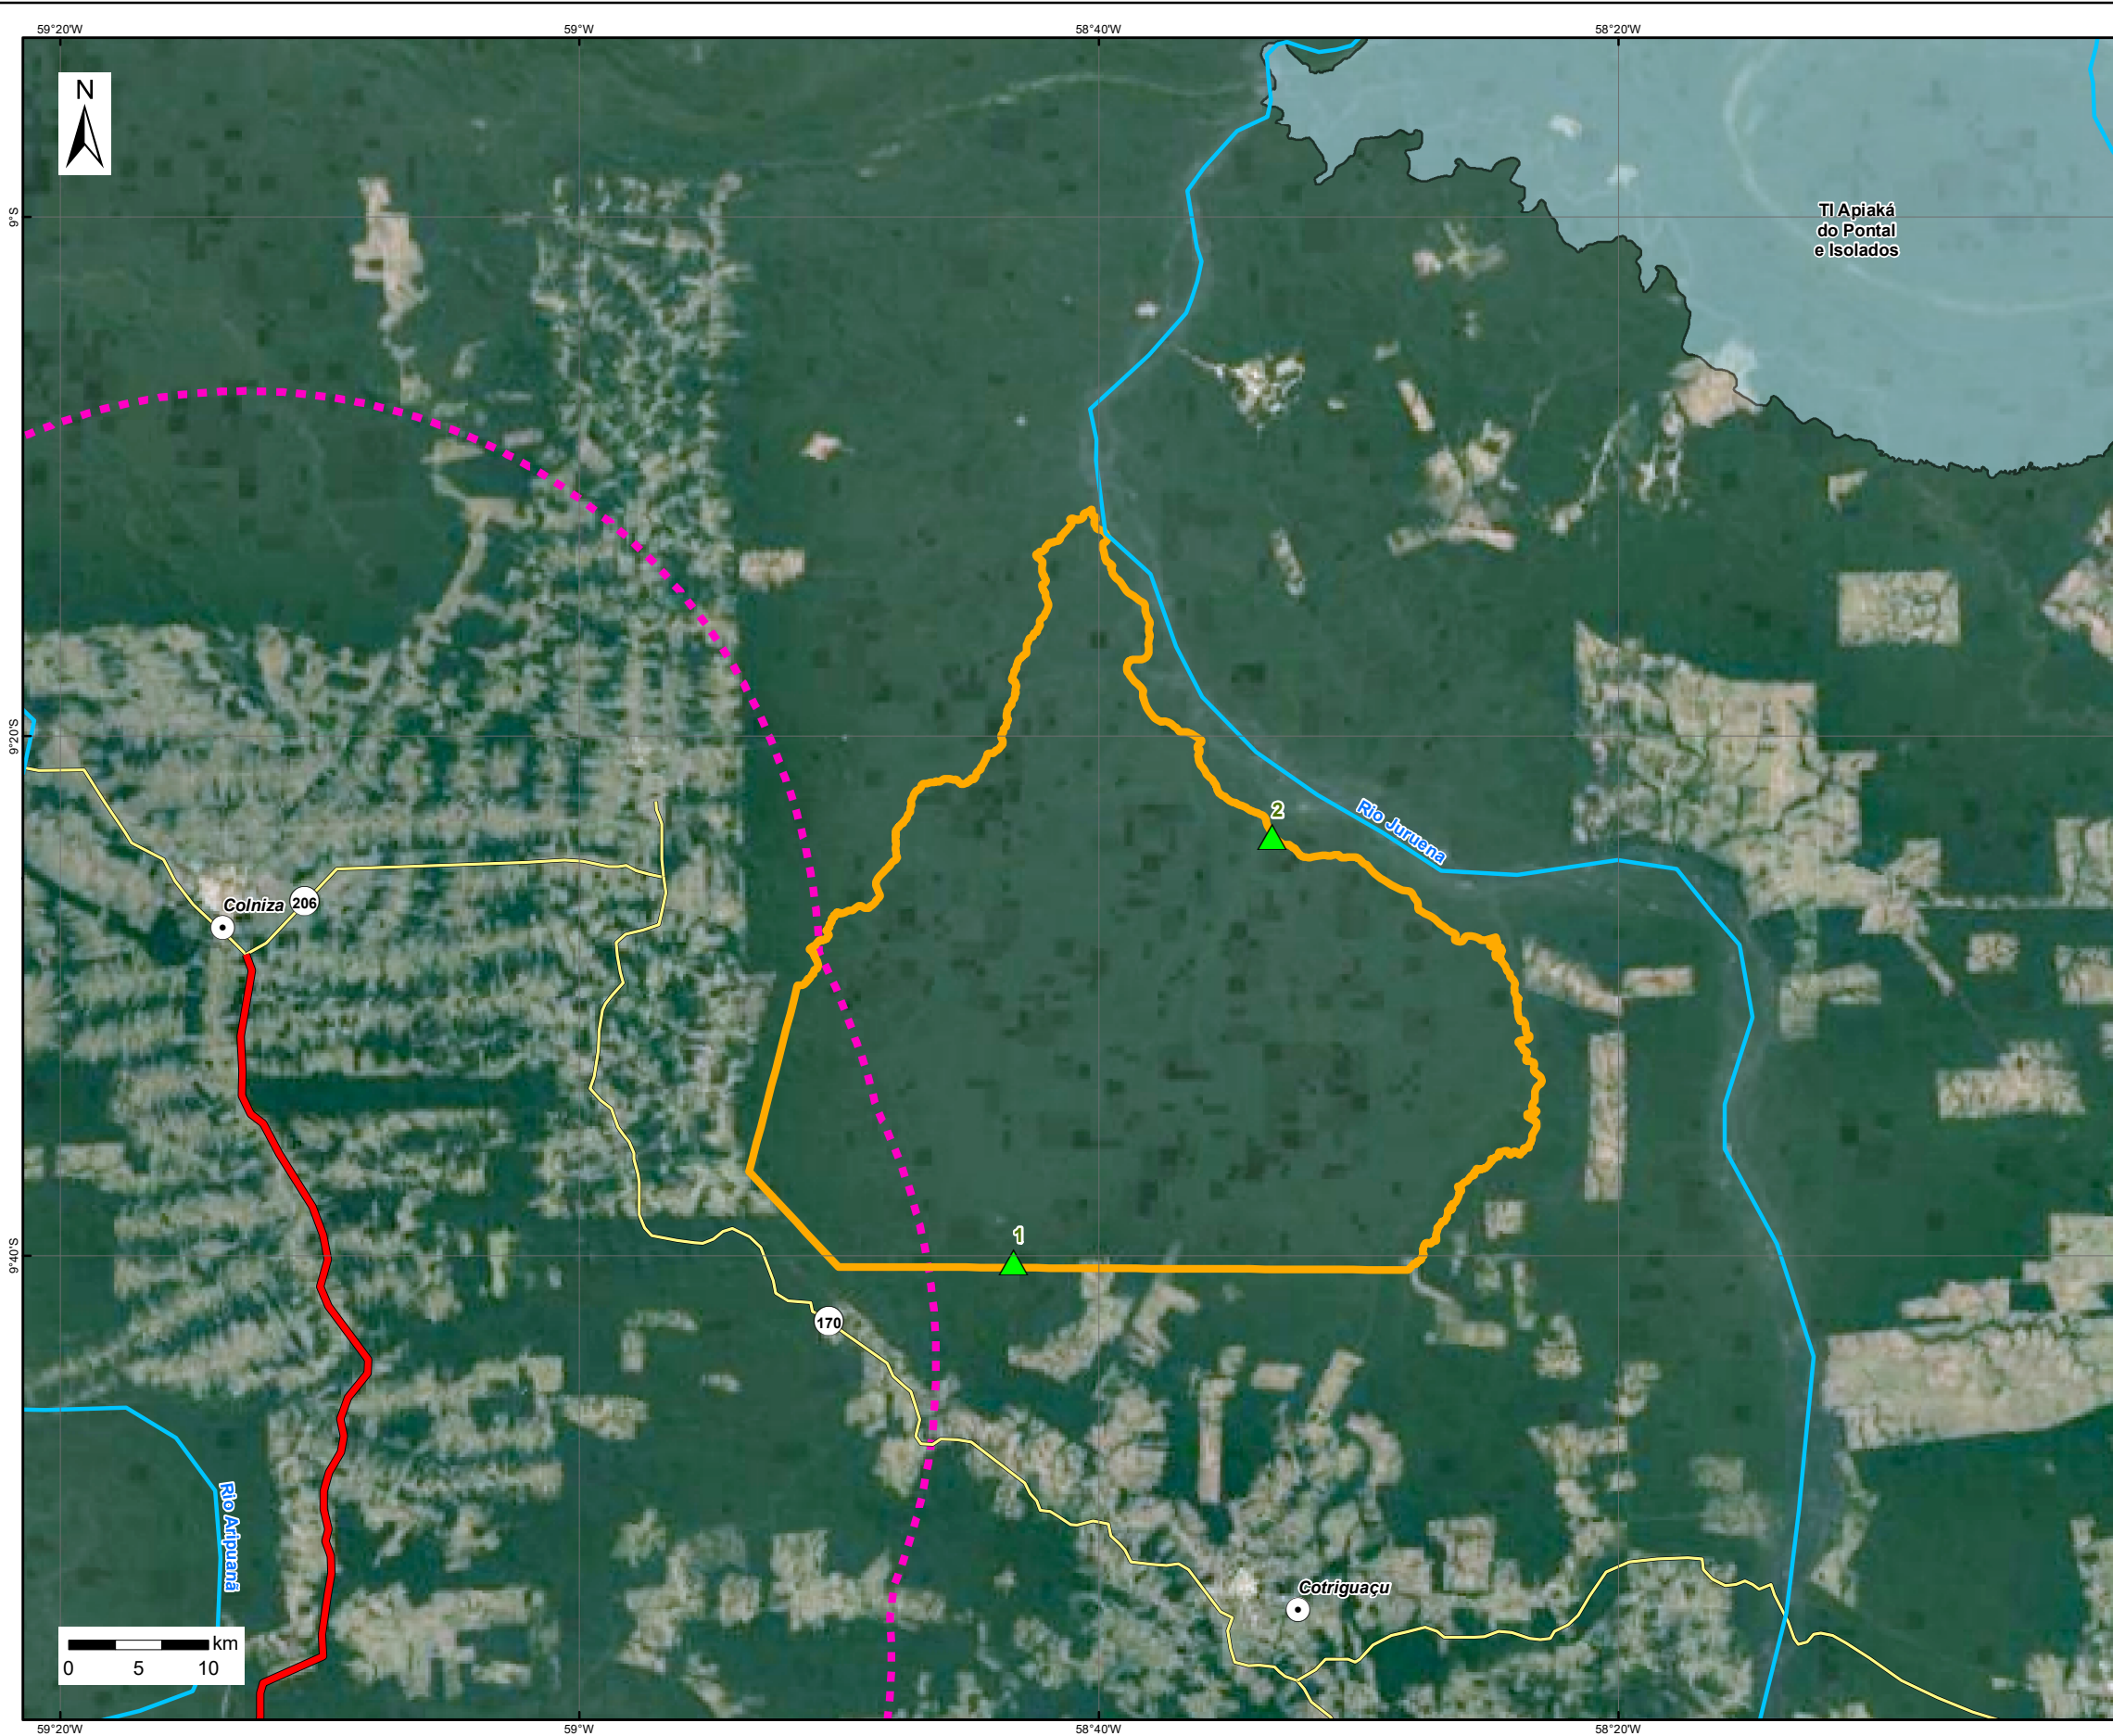 59°20'W
59°W
58°40'W
58°20'W
N
9°S
TI Apiaká
do Pontal
e Isolados
9°20'S
2
Rio Juruena
Colniza
206
1
9°40'S
170
Rio Aripuanã
Cotriguaçu
km
0 5 10
59°20'W
59°W
58°40'W
58°20'W